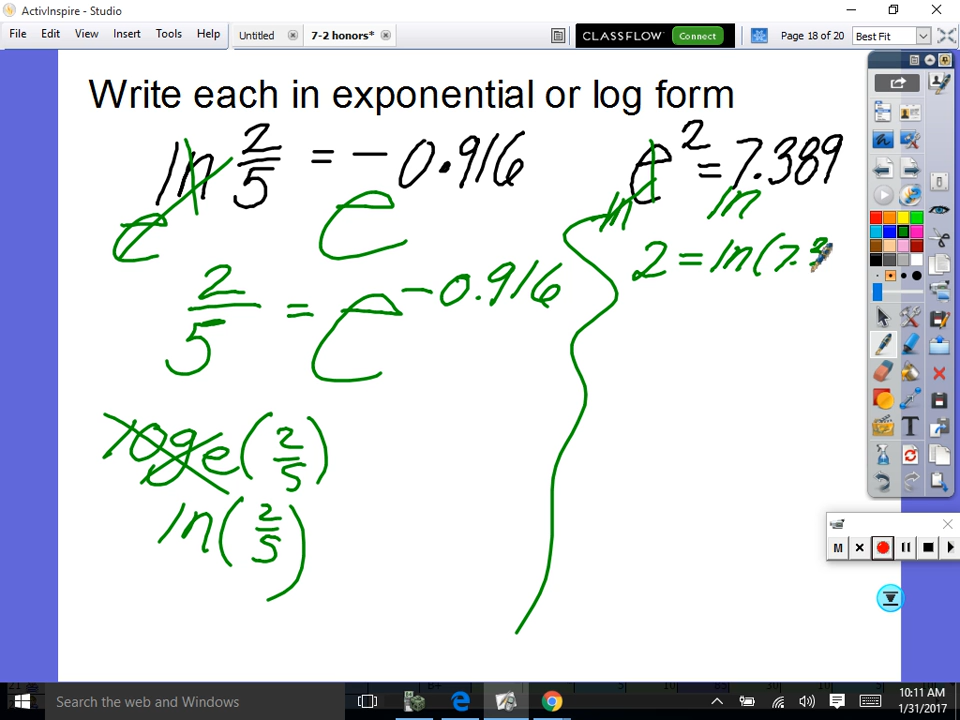 ActivInspire - Studio
File Edit View Insert Tools Help Untitled 7-2 honors* CLASSFLOW Connect Page 18 of 20 Best Fit
Write each in exponential or log form
ln 2/5 = -0.916
e² = 7.389
e e
ln ln
2 = ln(7.3
2/5 = e^-0.916
log e (2/5)
ln (2/5)
M
Search the web and Windows
10:11 AM
1/31/2017